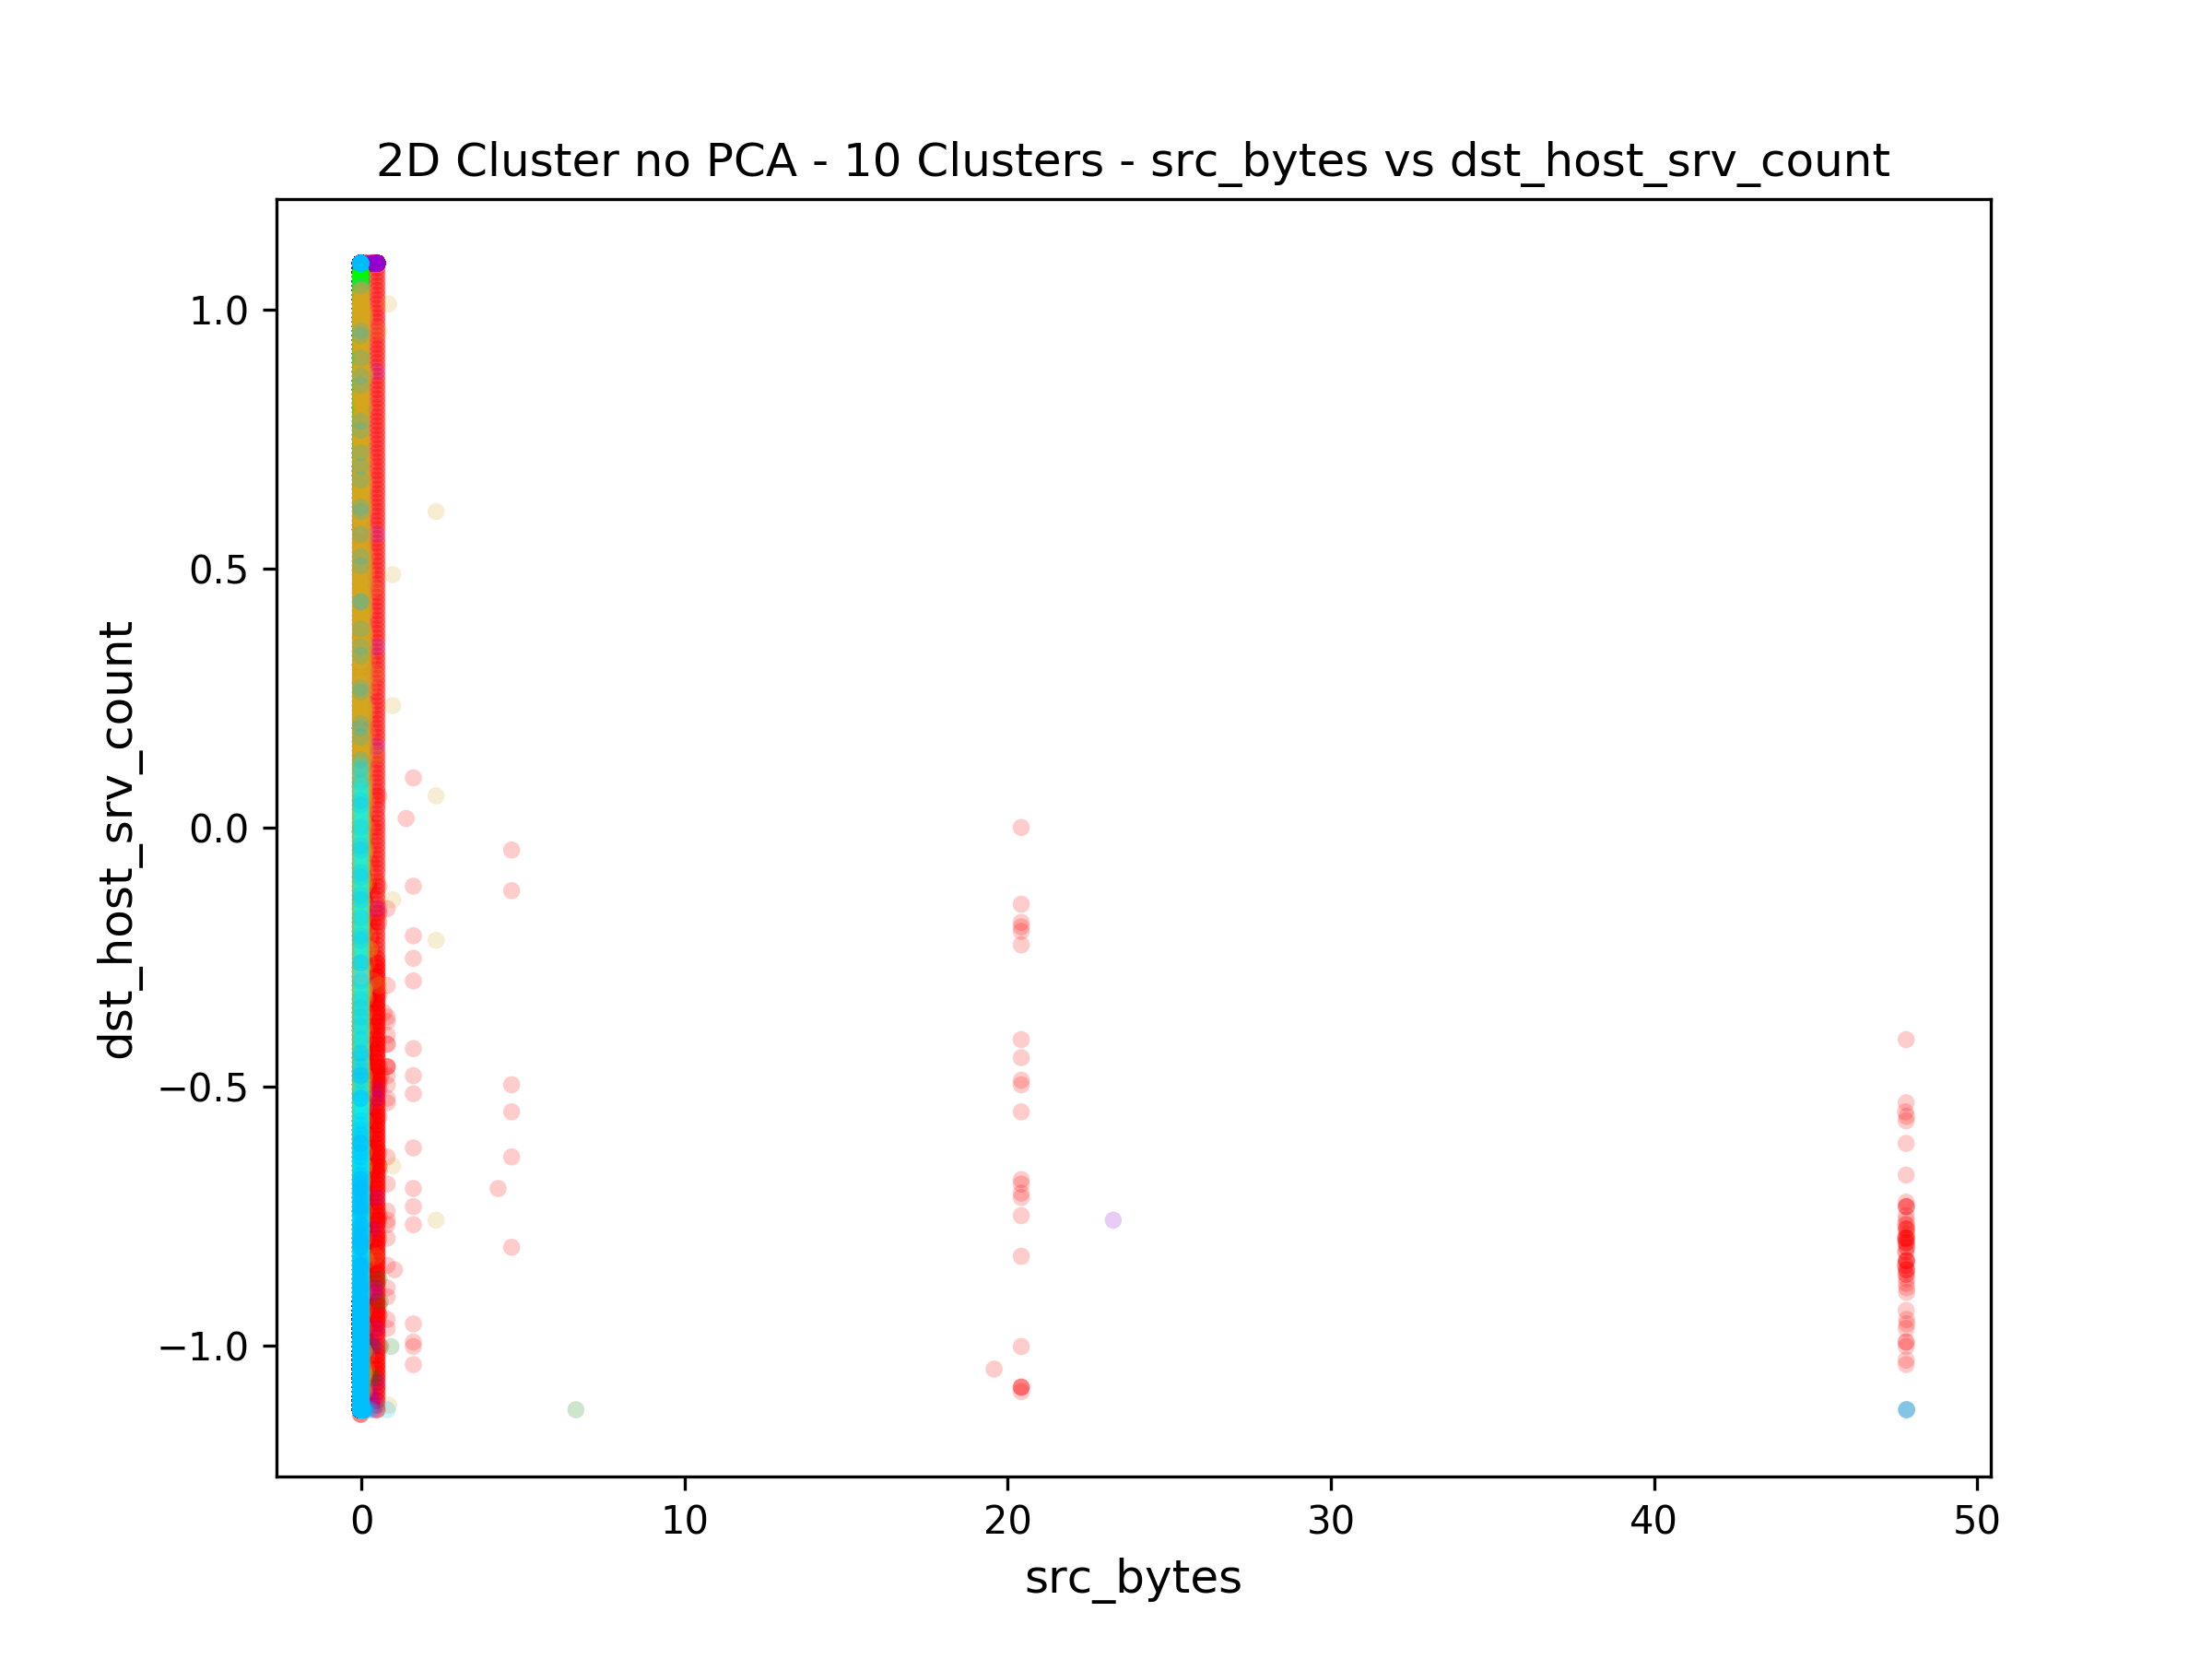 2D Cluster no PCA - 10 Clusters - src_bytes vs dst_host_srv_count
1.0
0.5
0.0
−0.5
−1.0
dst_host_srv_count
0 10 20 30 40 50
src_bytes